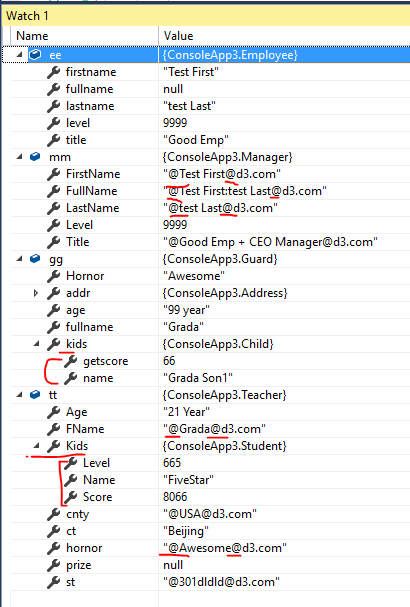 Watch 1
Name Value
ee {ConsoleApp3.Employee}
firstname "Test First"
fullname null
lastname "test Last"
level 9999
title "Good Emp"
mm {ConsoleApp3.Manager}
FirstName "@Test First@d3.com"
FullName "@Test First:test Last@d3.com"
LastName "@test Last@d3.com"
Level 9999
Title "@Good Emp + CEO Manager@d3.com"
gg {ConsoleApp3.Guard}
Hornor "Awesome"
addr {ConsoleApp3.Address}
age "99 year"
fullname "Grada"
kids {ConsoleApp3.Child}
getscore 66
name "Grada Son1"
tt {ConsoleApp3.Teacher}
Age "21 Year"
FName "@Grada@d3.com"
Kids {ConsoleApp3.Student}
Level 665
Name "FiveStar"
Score 8066
cnty "@USA@d3.com"
ct "Beijing"
hornor "@Awesome@d3.com"
prize null
st "@301dldld@d3.com"